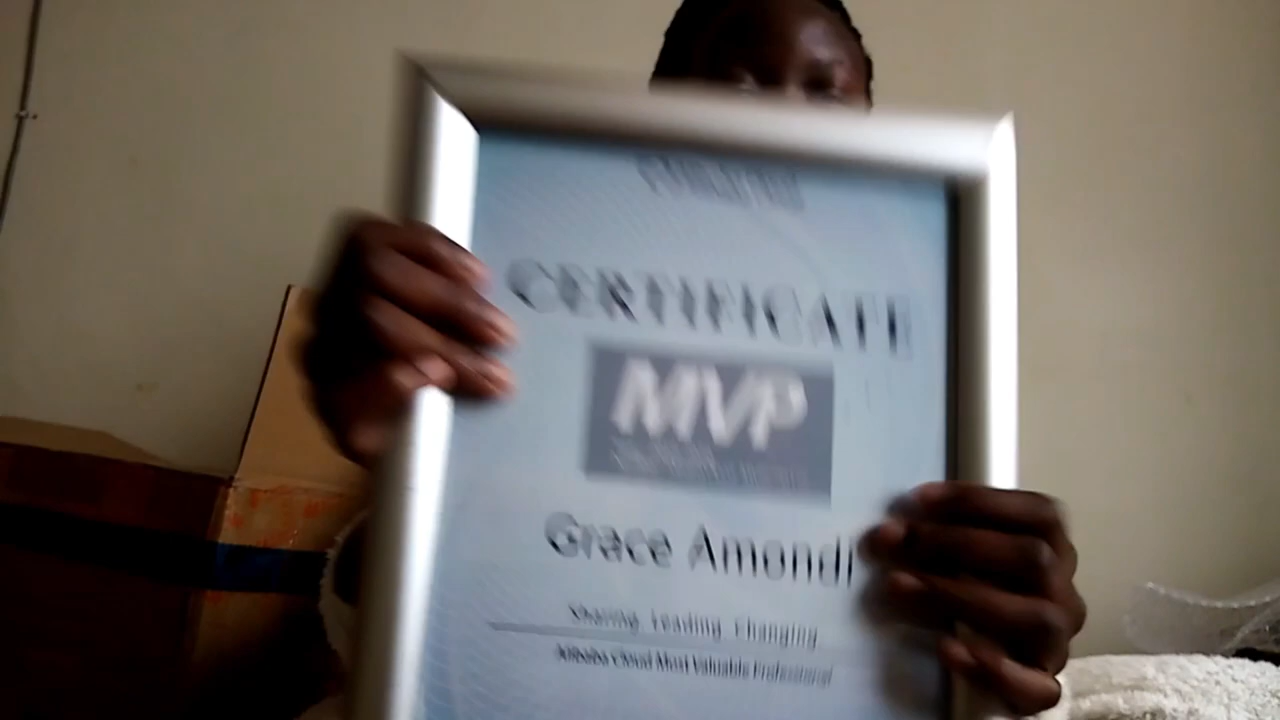 CERTIFICATE
MVP
Grace Amondi
Sharing Leading Changing
Alibaba Cloud Most Valuable Professional